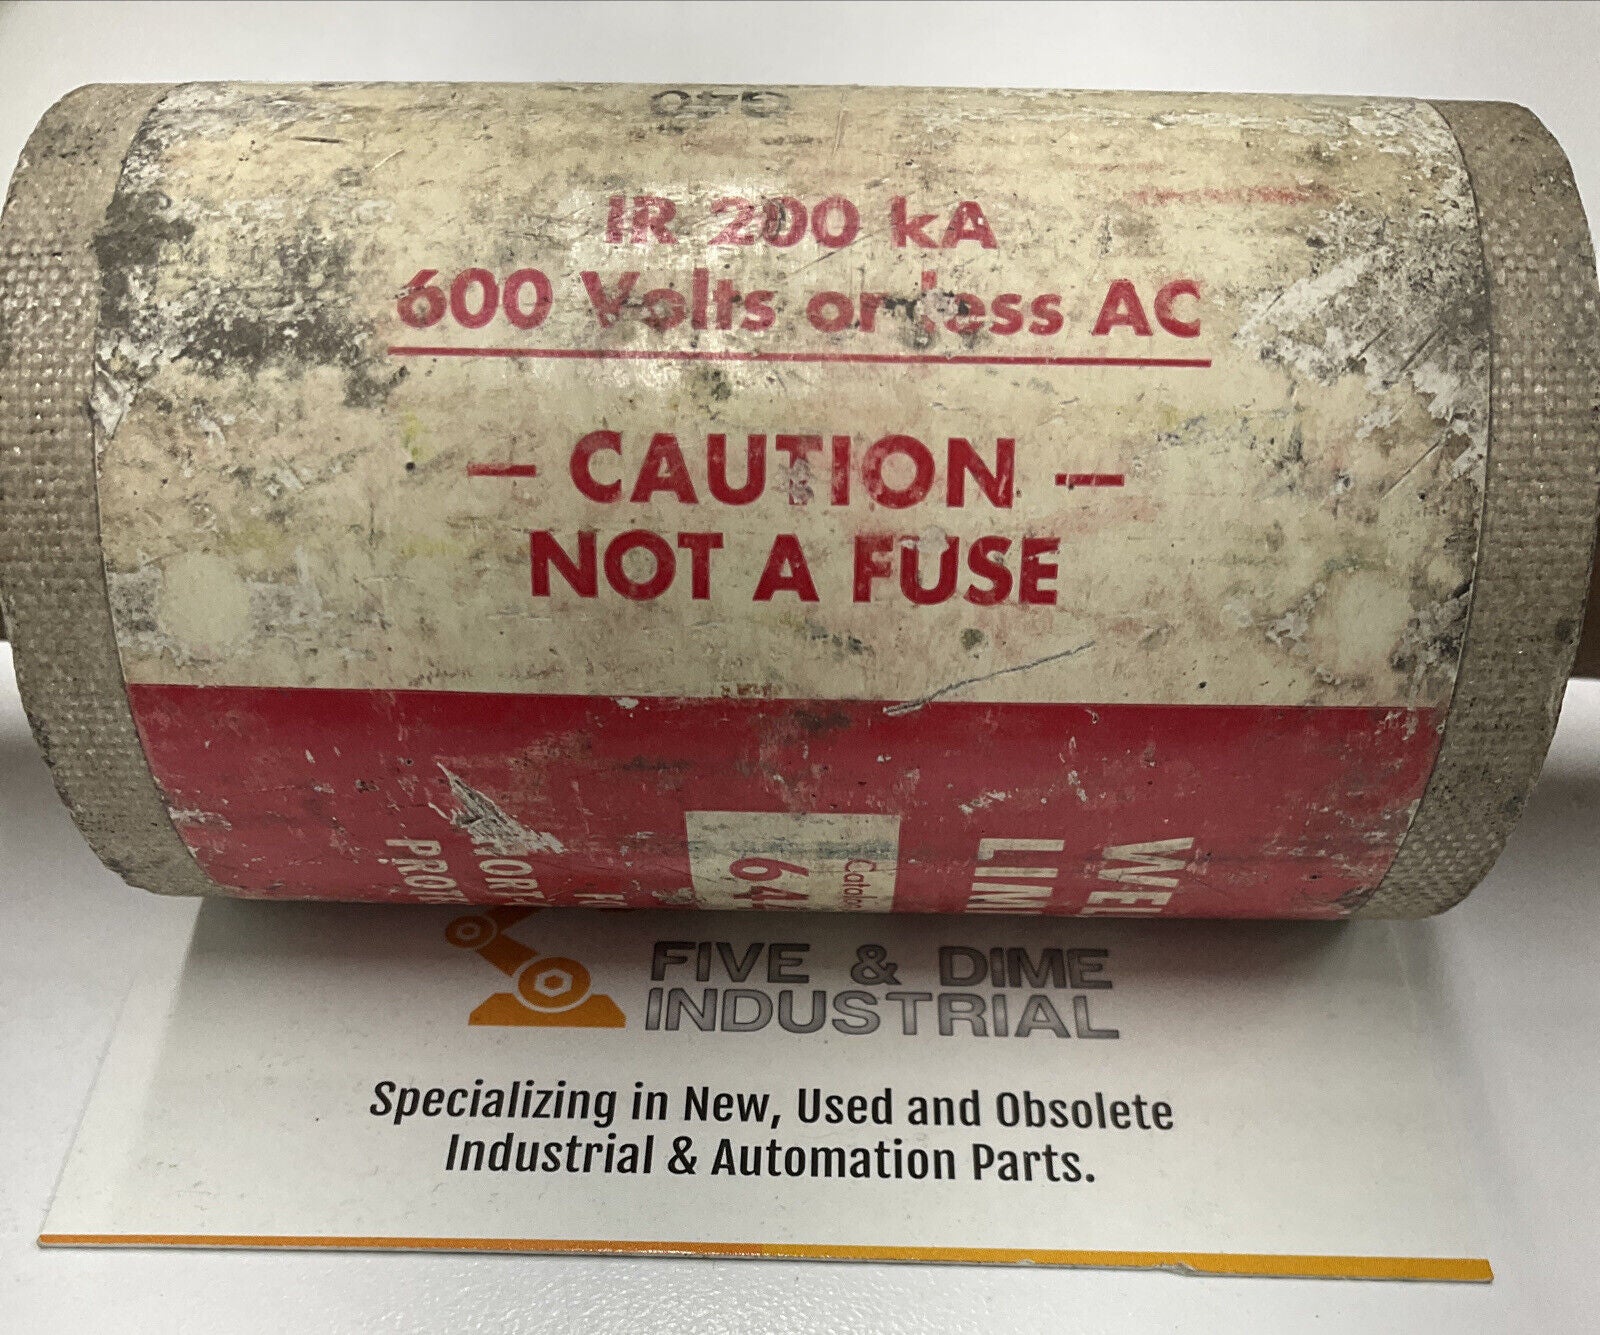 IR 200 kA
600 Volts or less AC
- CAUTION -
NOT A FUSE
FIVE & DIME
INDUSTRIAL
Specializing in New, Used and Obsolete
Industrial & Automation Parts.